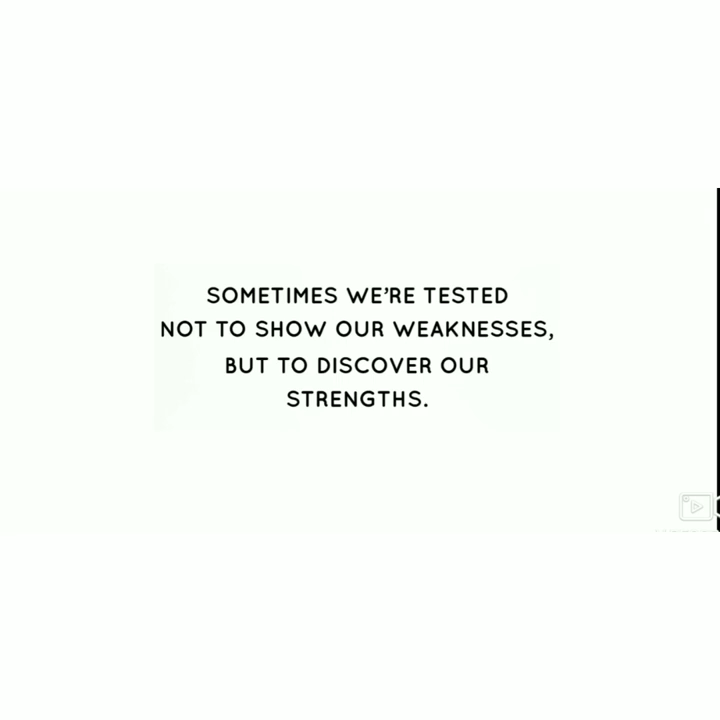 SOMETIMES WE’RE TESTED
NOT TO SHOW OUR WEAKNESSES,
BUT TO DISCOVER OUR
STRENGTHS.